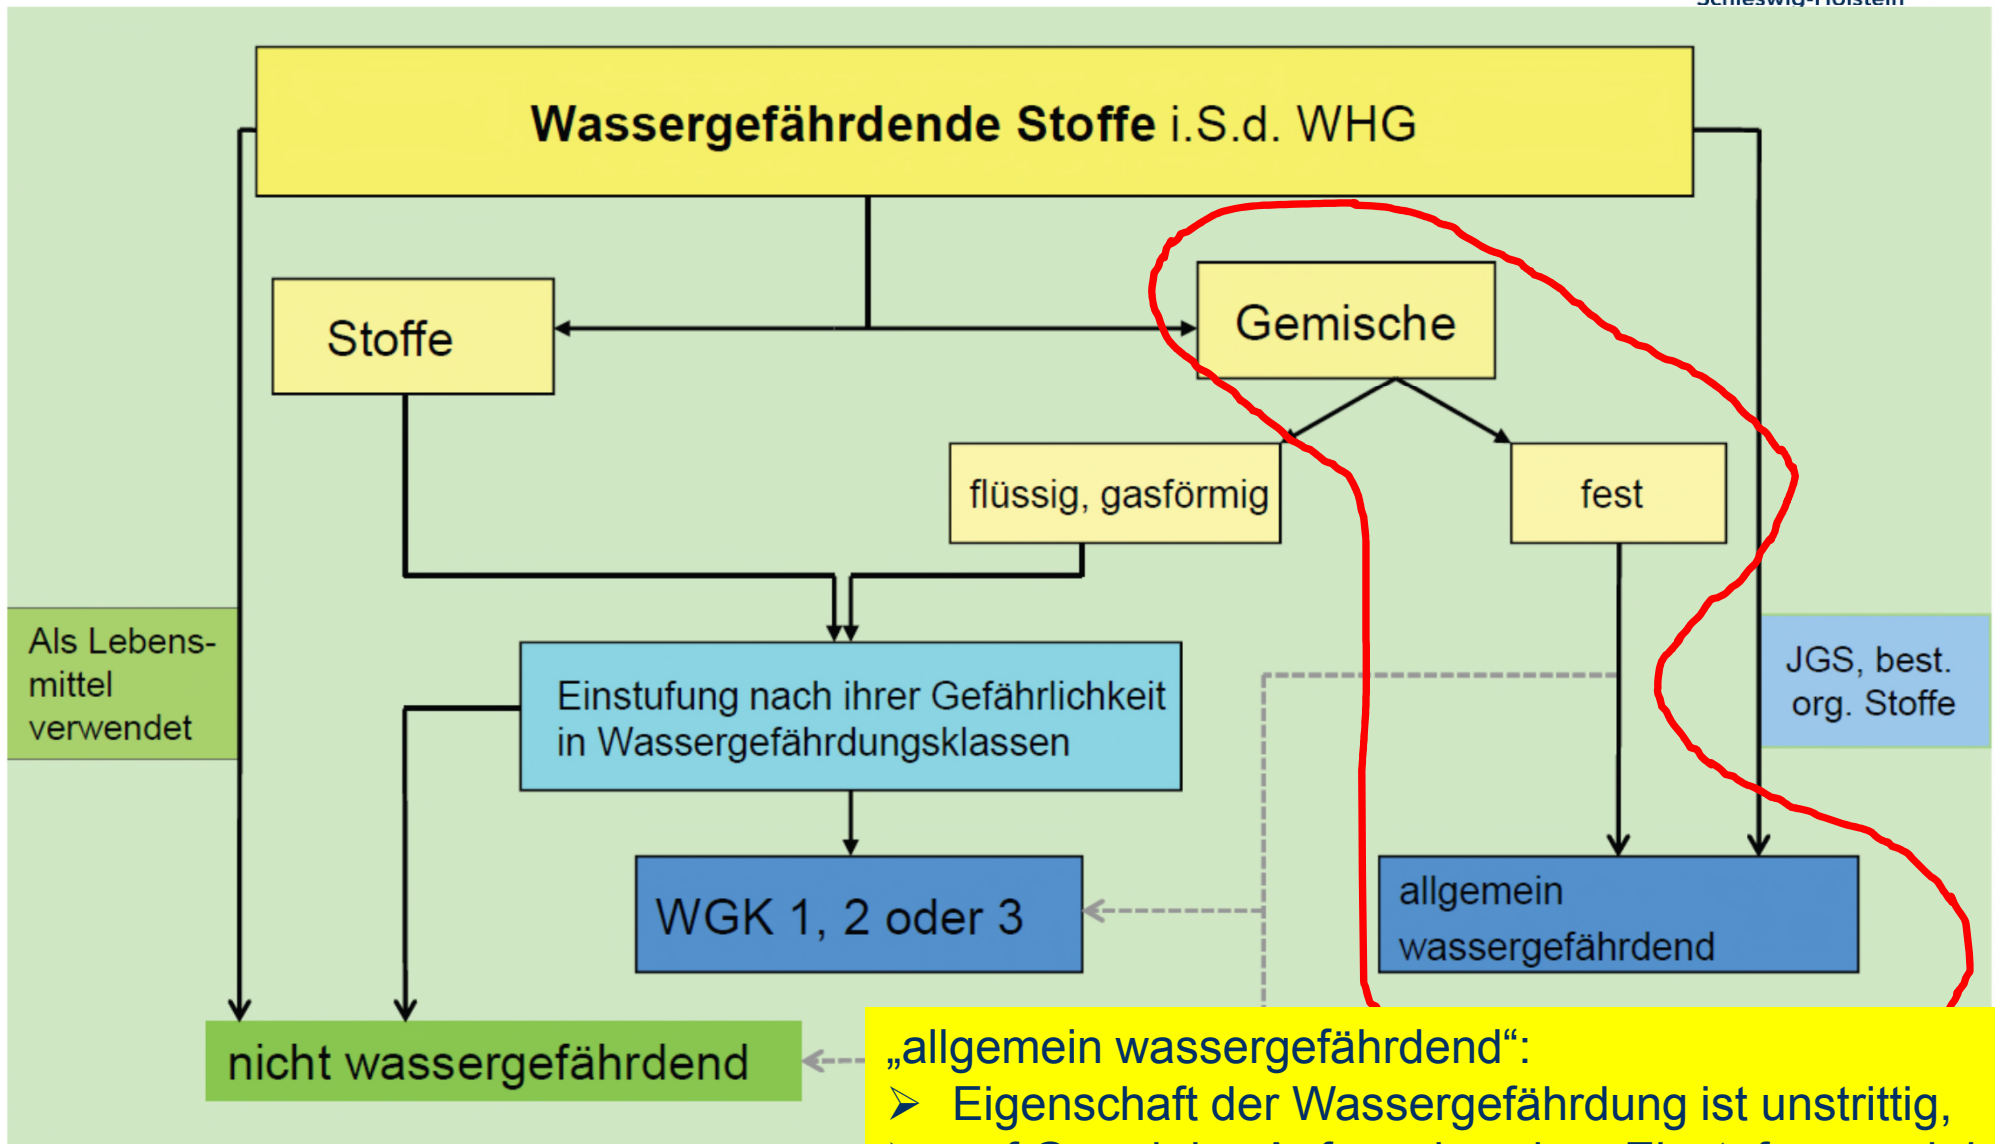 Schleswig-Holstein
Wassergefährdende Stoffe i.S.d. WHG
Stoffe
Gemische
flüssig, gasförmig
fest
Als Lebens-
mittel
verwendet
Einstufung nach ihrer Gefährlichkeit
in Wassergefährdungsklassen
JGS, best.
org. Stoffe
WGK 1, 2 oder 3
allgemein
wassergefährdend
nicht wassergefährdend
„allgemein wassergefährdend“:
➢ Eigenschaft der Wassergefährdung ist unstrittig,